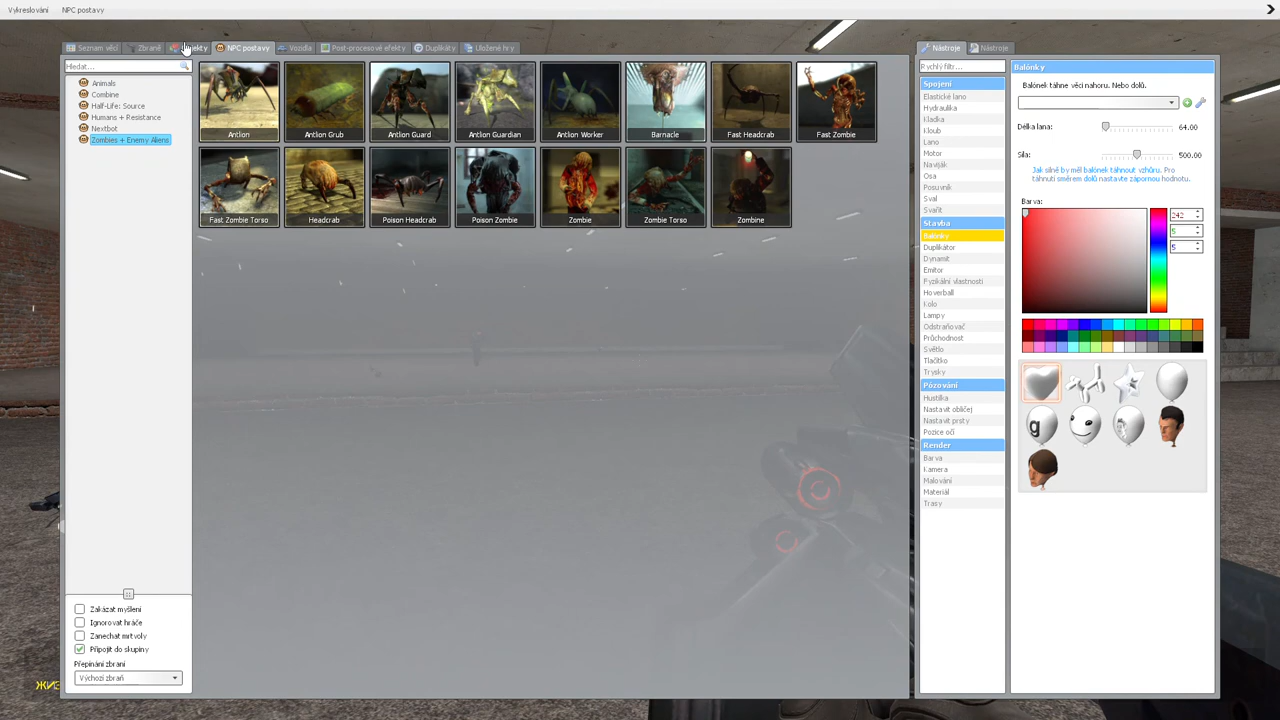 Vykreslování NPC postavy
Seznam věcí Zbraně NPC postavy Vozidla Post-procesové efekty Duplikáty Uložené hry Nástroje Nástroje
Hledat...
Animals
Combine
Half-Life: Source
Humans + Resistance
Nextbot
Zombies + Enemy Aliens
Antlion Antlion Grub Antlion Guard Antlion Guardian Antlion Worker Barnacle Fast Headcrab Fast Zombie
Fast Zombie Torso Headcrab Poison Headcrab Poison Zombie Zombie Zombie Torso Zombine
Zakázat myšlení
Ignorovat hráče
Zanechat mrtvoly
Připojit do skupiny
Přepínání zbraní
Výchozí zbraň
Rychlý filtr...
Spojení
Elastické lano
Hydraulika
Kladka
Kloub
Lano
Motor
Naviják
Osa
Posuvník
Sval
Svařit
Stavba
Balónky
Duplikátor
Dynamit
Emitor
Fyzikální vlastnosti
Hoverball
Kolo
Lampy
Odstraňovač
Průchodnost
Světlo
Tlačítko
Trysky
Pózování
Hustilka
Nastavit obličej
Nastavit prsty
Pozice očí
Render
Barva
Kamera
Malování
Materiál
Trasy
Balónky
Balónek táhne věci nahoru. Nebo dolů.
Délka lana: 64.00
Síla: 500.00
Jak silně by měl balónek táhnout vzhůru. Pro
táhnutí směrem dolů nastavte zápornou hodnotu.
Barva:
242
5
5
g